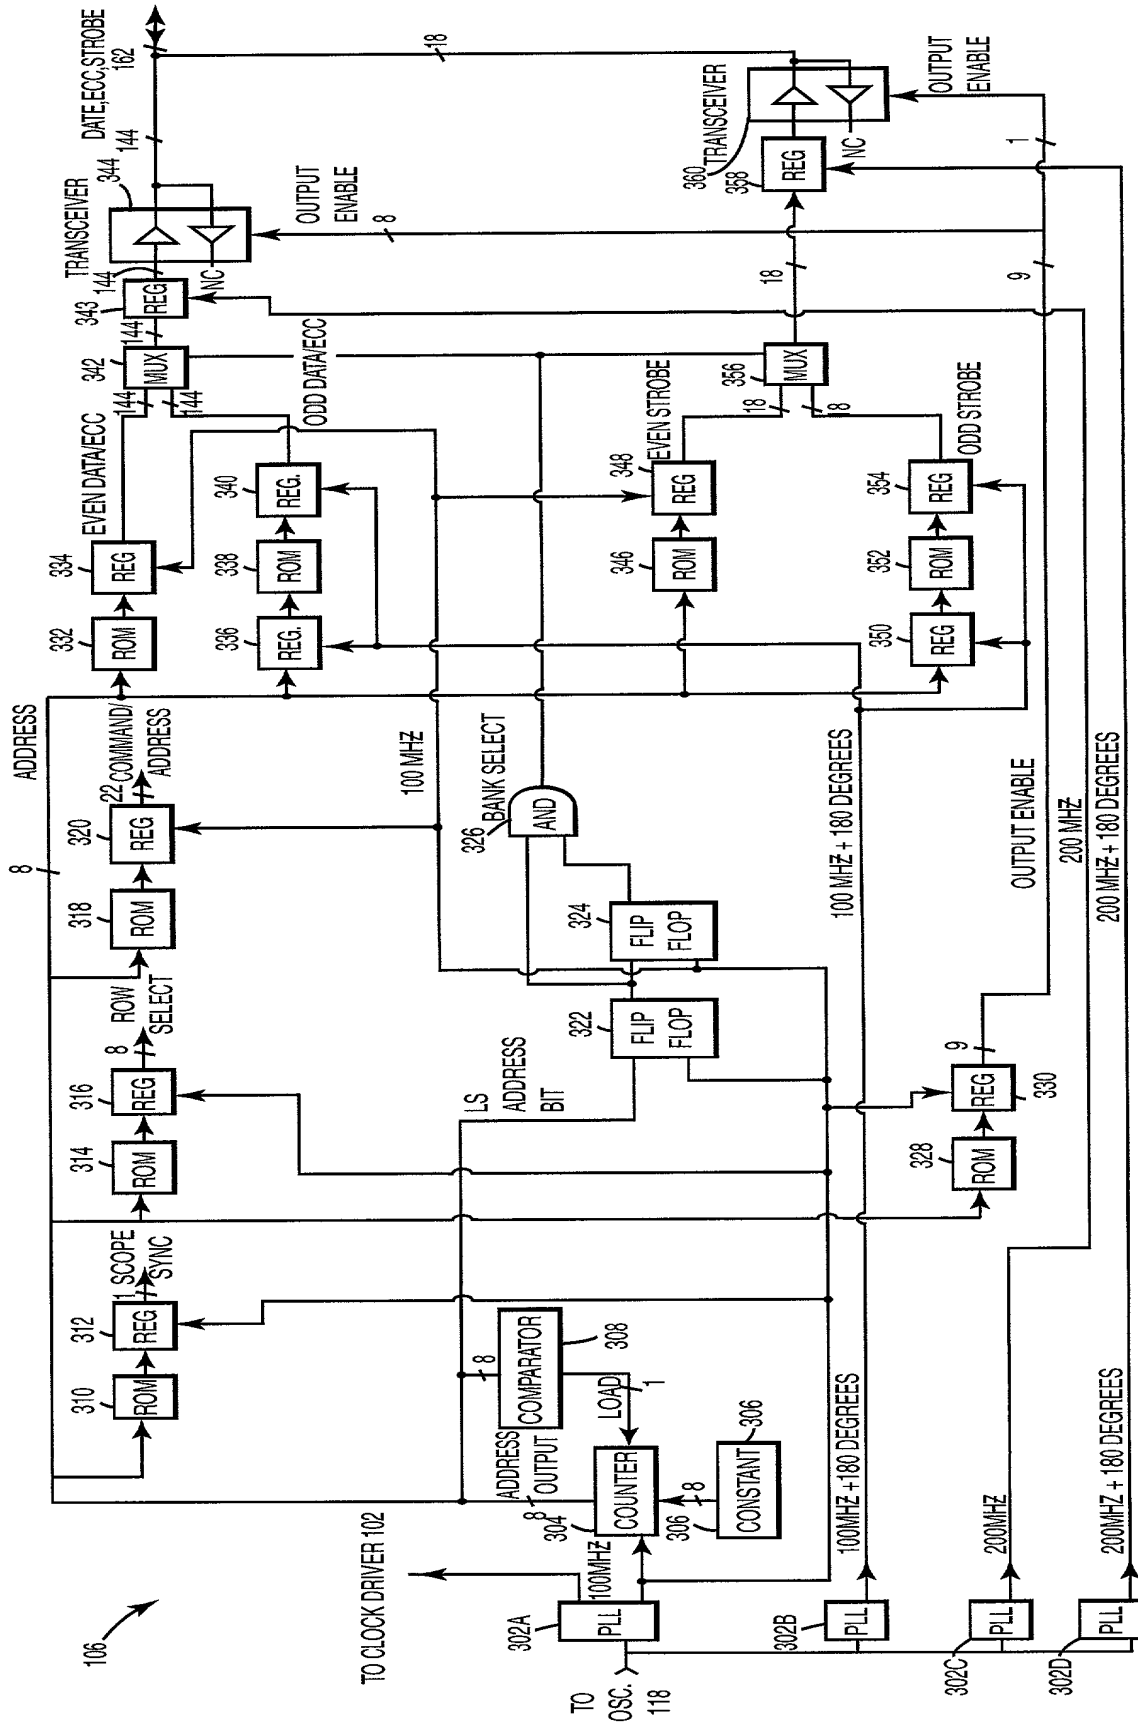 106
TO CLOCK DRIVER 102
TO
OSC.
118
302A
PLL
302B
PLL
302C
PLL
302D
PLL
100MHZ
100MHZ +180 DEGREES
200MHZ
200MHZ + 180 DEGREES
304
COUNTER
306
CONSTANT
306
8
ADDRESS
OUTPUT
8
LOAD
1
COMPARATOR
308
8
310
ROM
312
REG
1
SCOPE
SYNC
314
ROM
316
REG
8
ROW
SELECT
318
ROM
320
REG
22
COMMAND/
ADDRESS
8
ADDRESS
LS
ADDRESS
BIT
322
FLIP
FLOP
324
FLIP
FLOP
326
AND
BANK SELECT
328
ROM
330
REG
9
OUTPUT ENABLE
100 MHZ
100 MHZ + 180 DEGREES
200 MHZ
200 MHZ + 180 DEGREES
332
ROM
334
REG
EVEN DATA/ECC
336
REG.
338
ROM
340
REG.
ODD DATA/ECC
144
144
342
MUX
144
343
REG
144
TRANSCEIVER
344
NC
OUTPUT
ENABLE
8
144
DATE,ECC,STROBE
162
18
346
ROM
348
REG
EVEN STROBE
350
REG
352
ROM
354
REG
ODD STROBE
18
18
356
MUX
18
358
REG
360
TRANSCEIVER
NC
OUTPUT
ENABLE
9
1